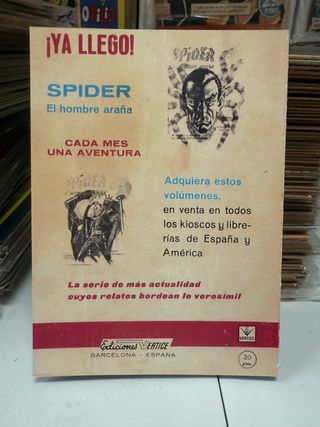 ¡YA LLEGO!
SPIDER
SPIDER
El hombre araña
CADA MES
UNA AVENTURA
SPIDER
Adquiera estos
volúmenes,
en venta en todos
los kioscos y libre-
rías de España y
América
La serie de más actualidad
cuyos relatos bordean lo verosímil
Ediciones VERTICE
BARCELONA - ESPAÑA
VERTICE
20
ptas.